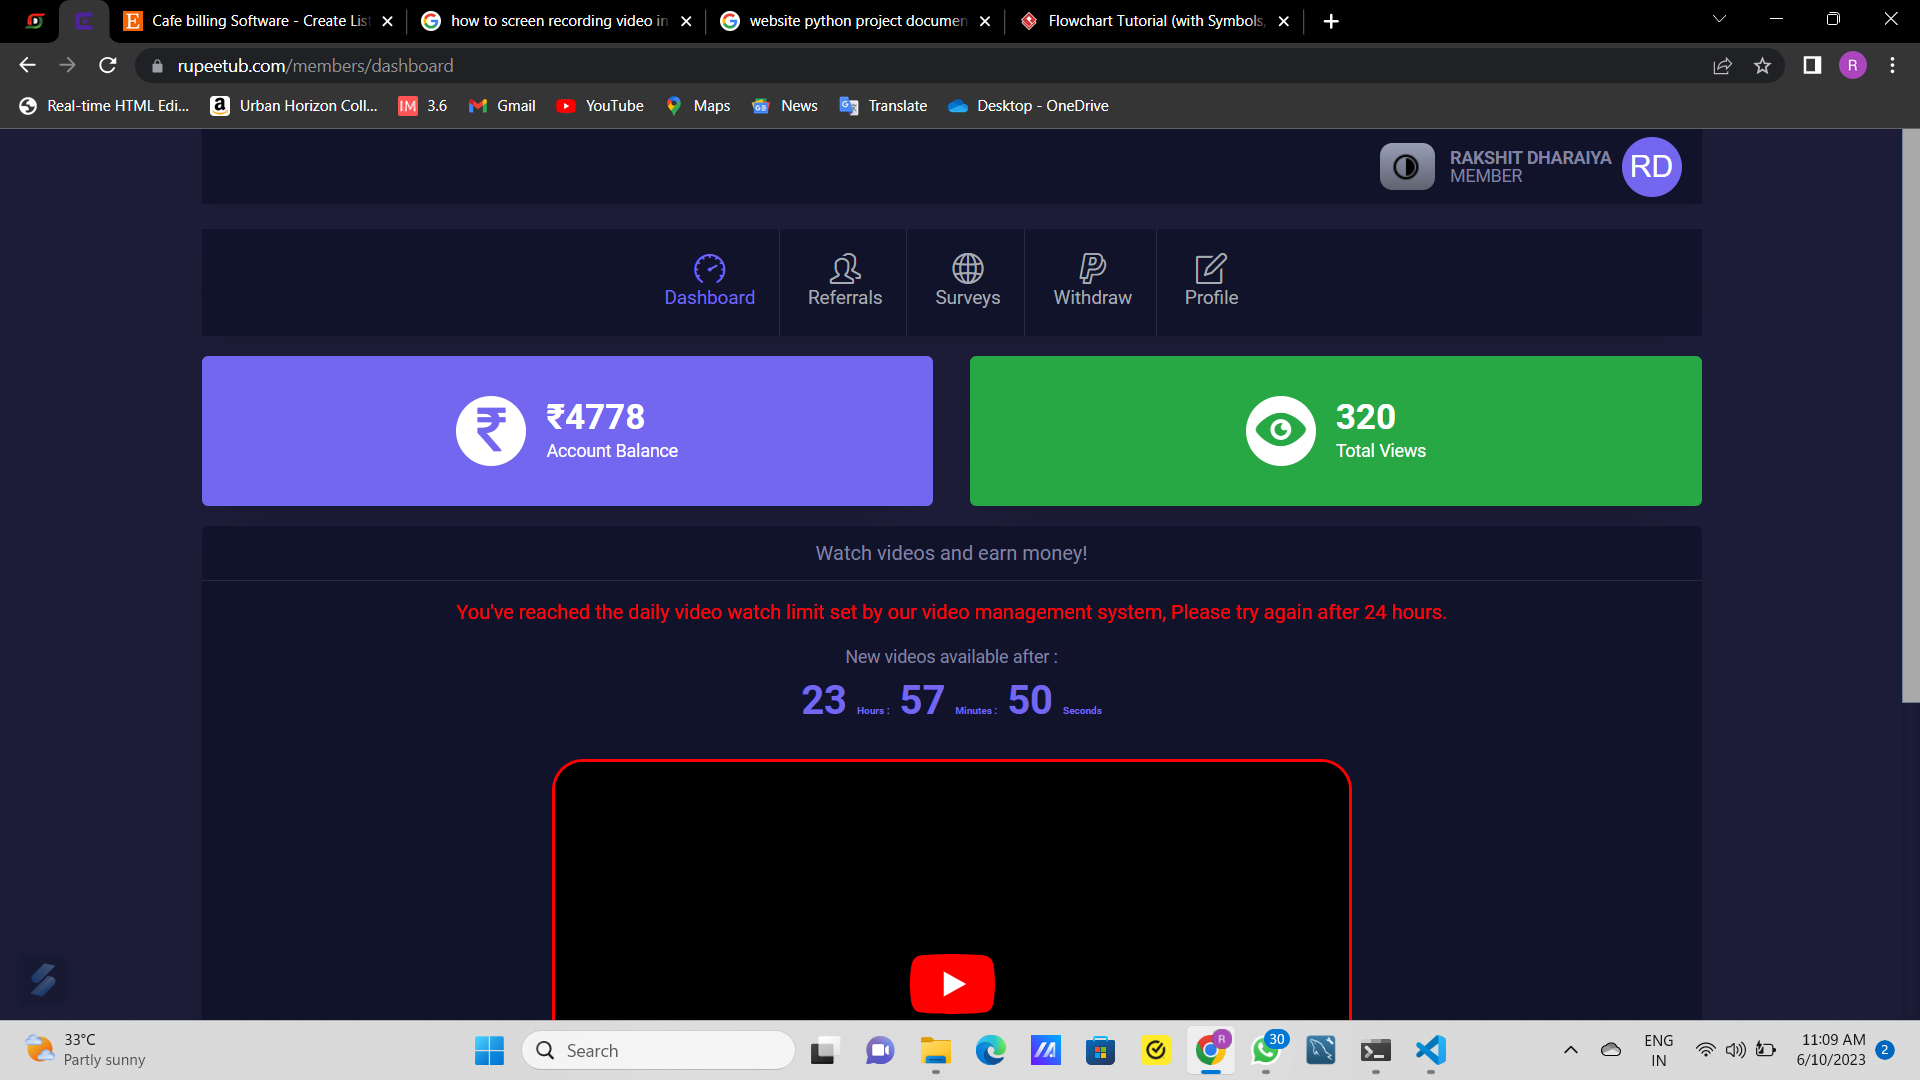 Cafe billing Software - Create List
how to screen recording video in
website python project documen
Flowchart Tutorial (with Symbols,
rupeetub.com/members/dashboard
R
Real-time HTML Edi...
Urban Horizon Coll...
IM 3.6
Gmail
YouTube
Maps
News
Translate
Desktop - OneDrive
RAKSHIT DHARAIYA
MEMBER
RD
Dashboard
Referrals
Surveys
Withdraw
Profile
₹4778
Account Balance
320
Total Views
Watch videos and earn money!
You've reached the daily video watch limit set by our video management system, Please try again after 24 hours.
New videos available after :
23 Hours : 57 Minutes : 50 Seconds
33°C
Partly sunny
Search
R
30
ENG
IN
11:09 AM
6/10/2023
2